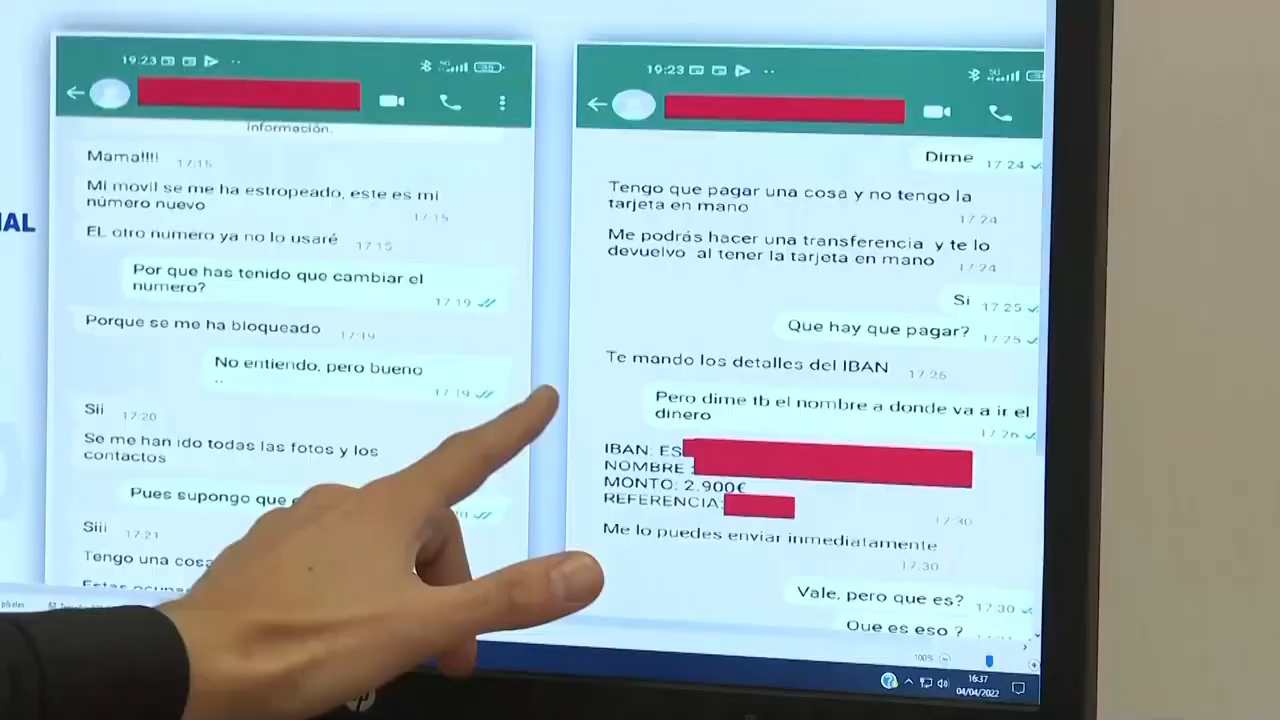 19:23
Información.
Mama!!!! 17:15
Mi movil se me ha estropeado, este es mi
número nuevo 17:15
EL otro numero ya no lo usaré 17:15
Por que has tenido que cambiar el
numero? 17:19
Porque se me ha bloqueado 17:19
No entiendo, pero bueno
.. 17:19
Sii 17:20
Se me han ido todas las fotos y los
contactos
Pues supongo que
Siii 17:21
Tengo una cosa
19:23
Dime 17:24
Tengo que pagar una cosa y no tengo la
tarjeta en mano 17:24
Me podrás hacer una transferencia y te lo
devuelvo al tener la tarjeta en mano 17:24
Si 17:25
Que hay que pagar? 17:25
Te mando los detalles del IBAN 17:26
Pero dime tb el nombre a donde va a ir el
dinero 17:26
IBAN: ES
NOMBRE :
MONTO: 2.900€
REFERENCIA:
17:30
Me lo puedes enviar inmediatamente
17:30
Vale, pero que es? 17:30
Que es eso ?
100%
16:37
04/04/2022
hp